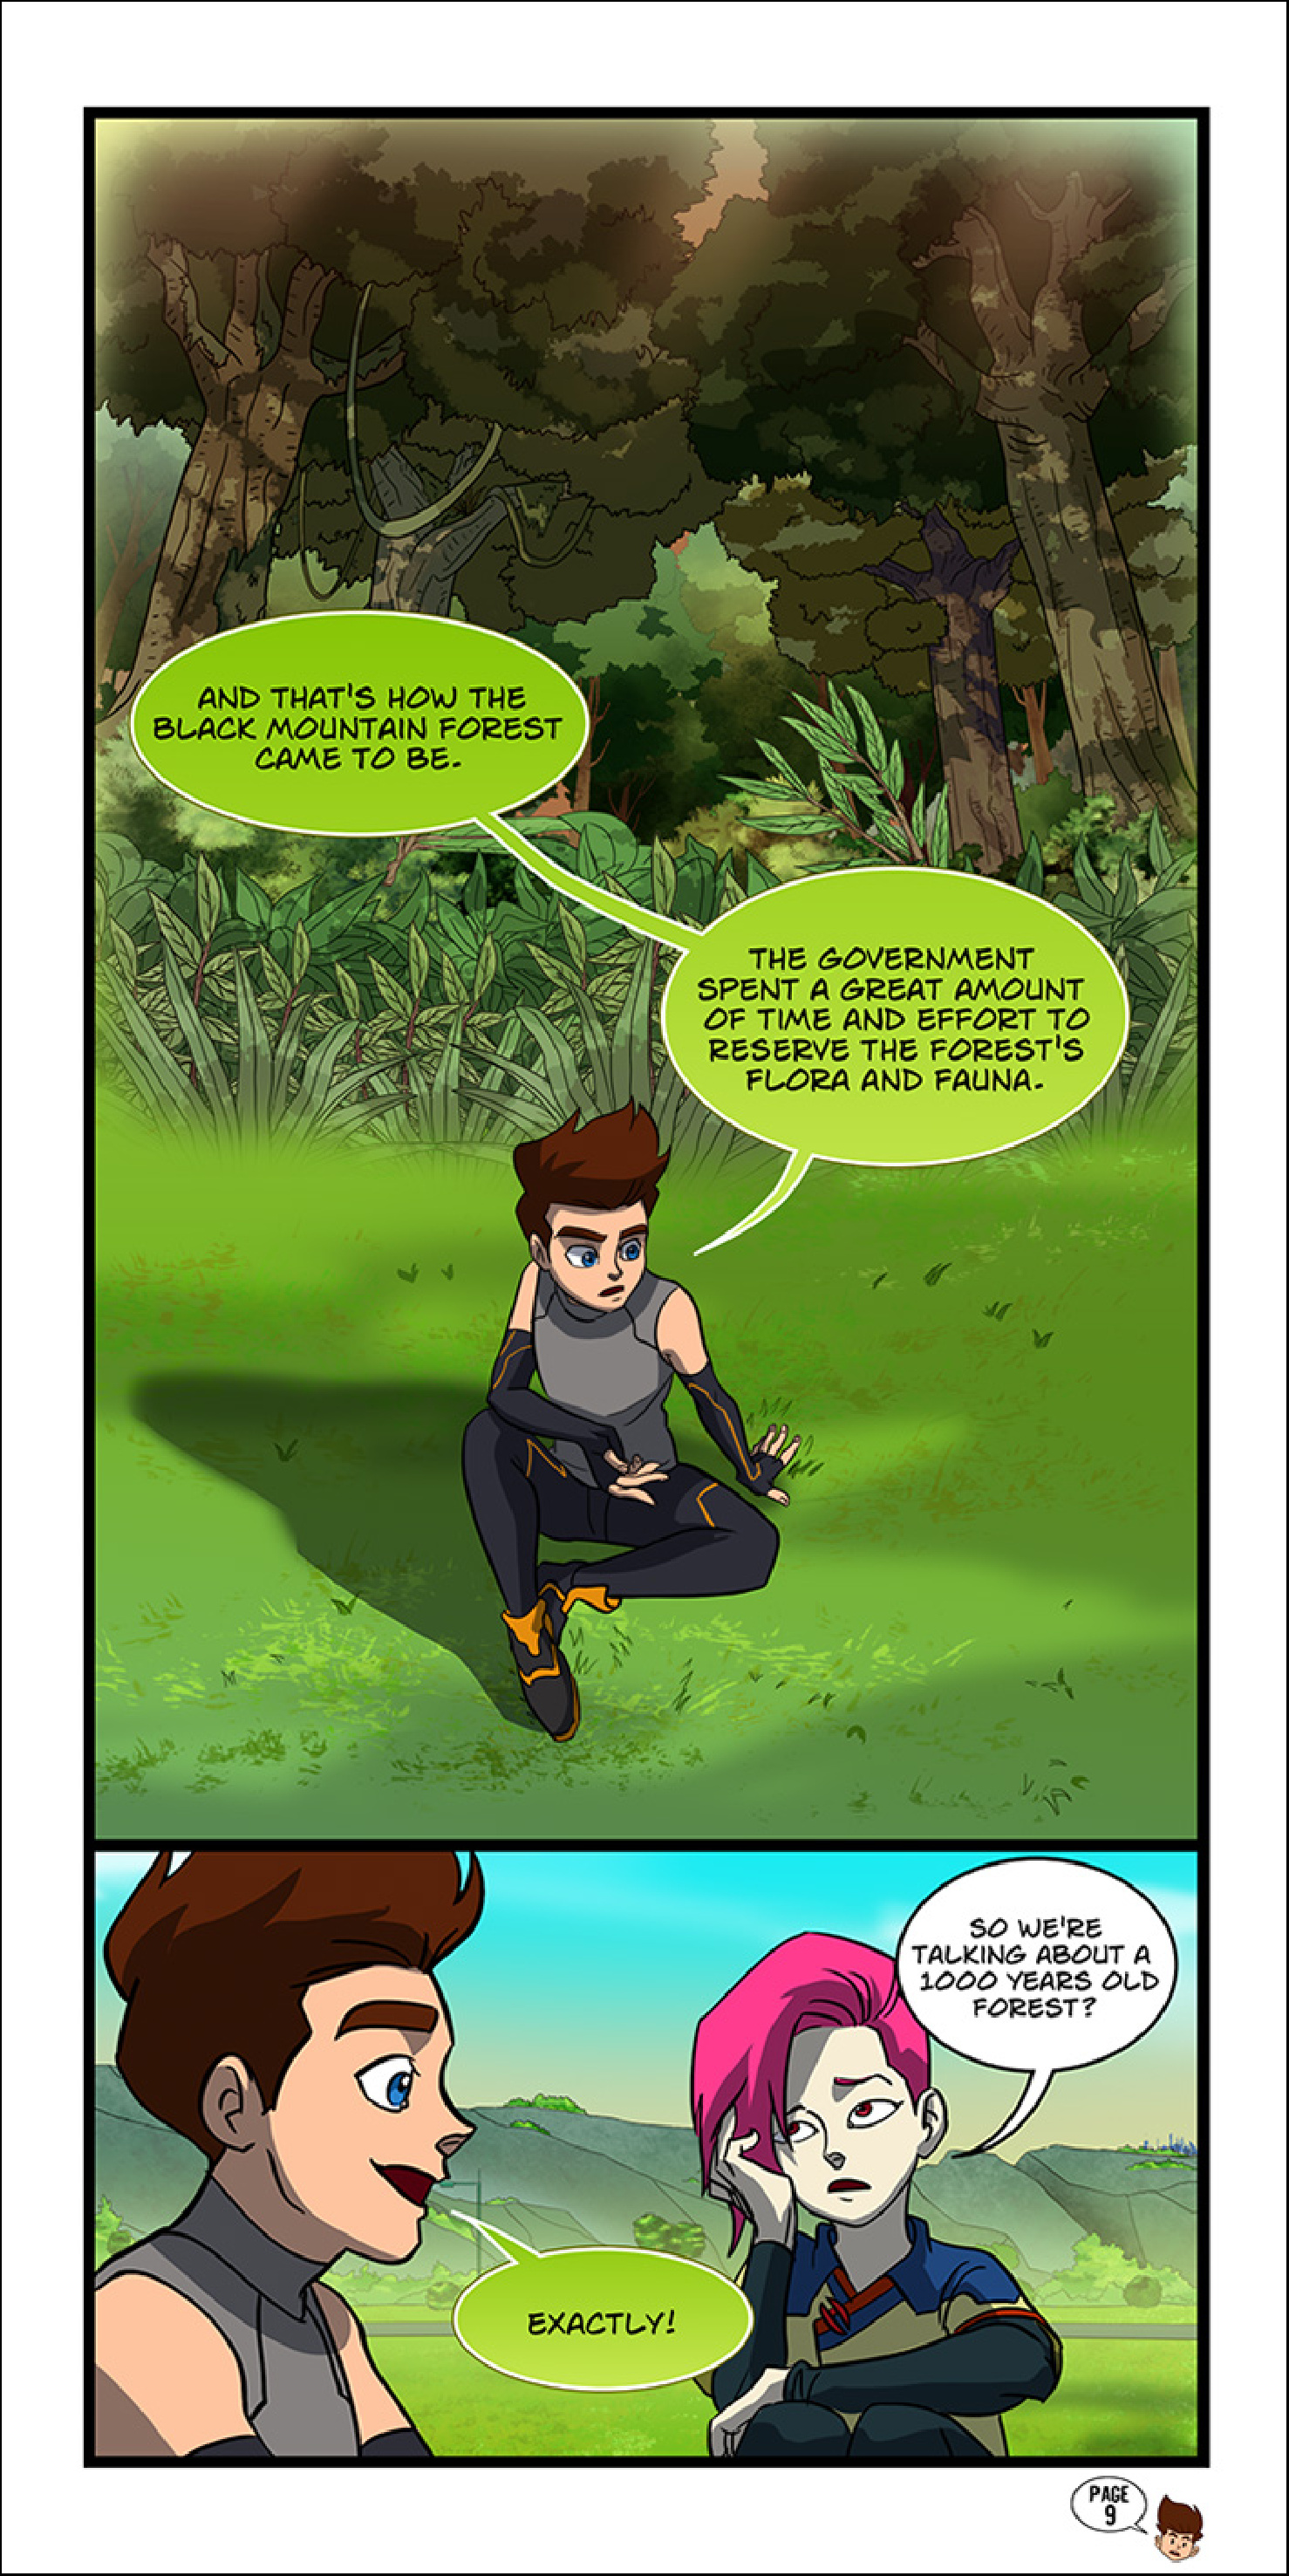 AND THAT'S HOW THE
BLACK MOUNTAIN FOREST
CAME TO BE.
THE GOVERNMENT
SPENT A GREAT AMOUNT
OF TIME AND EFFORT TO
RESERVE THE FOREST'S
FLORA AND FAUNA.
SO WE'RE
TALKING ABOUT A
1000 YEARS OLD
FOREST?
EXACTLY!
PAGE
9